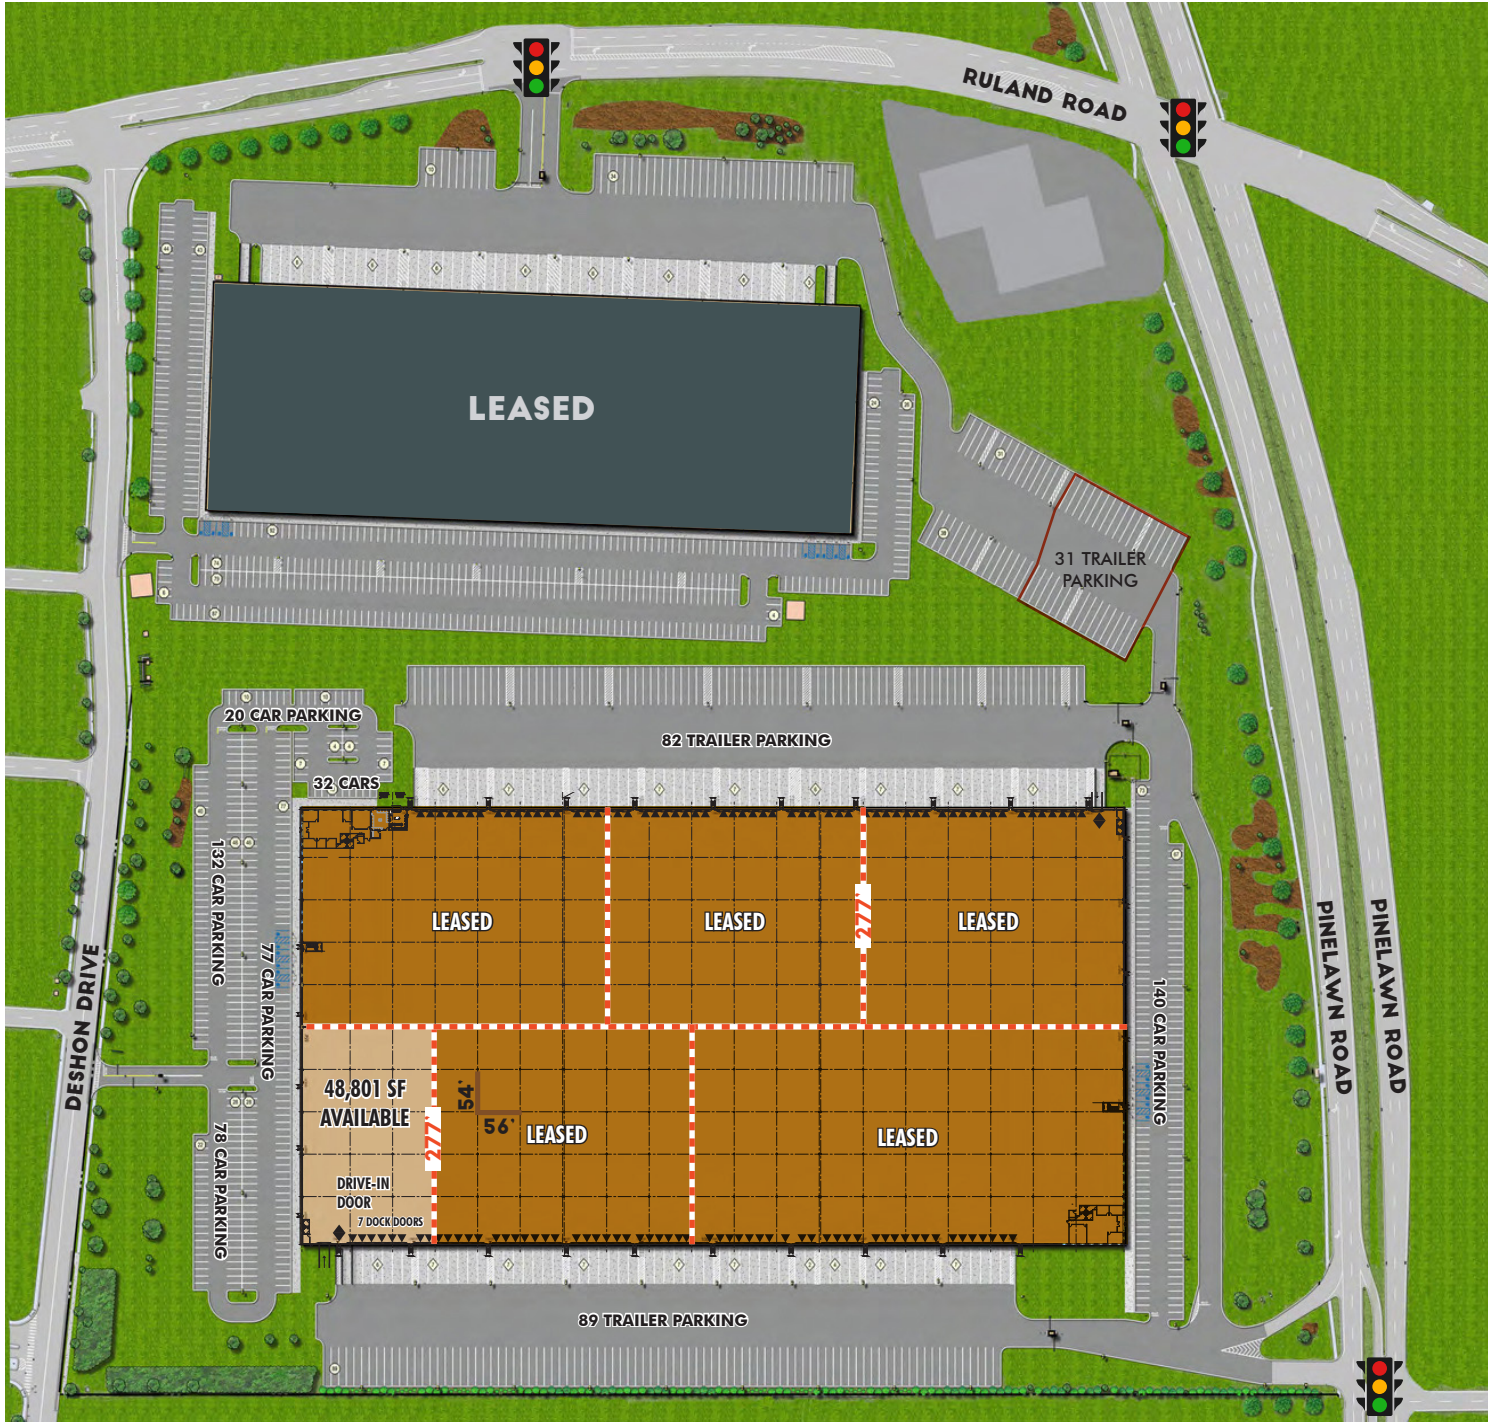 RULAND ROAD
LEASED
31 TRAILER
PARKING
20 CAR PARKING
82 TRAILER PARKING
32 CARS
132 CAR PARKING
77 CAR PARKING
LEASED
LEASED
277'
LEASED
PINELAWN ROAD
PINELAWN ROAD
DESHON DRIVE
140 CAR PARKING
48,801 SF
AVAILABLE
54'
56'
277'
LEASED
LEASED
78 CAR PARKING
DRIVE-IN
DOOR
7 DOCK DOORS
89 TRAILER PARKING